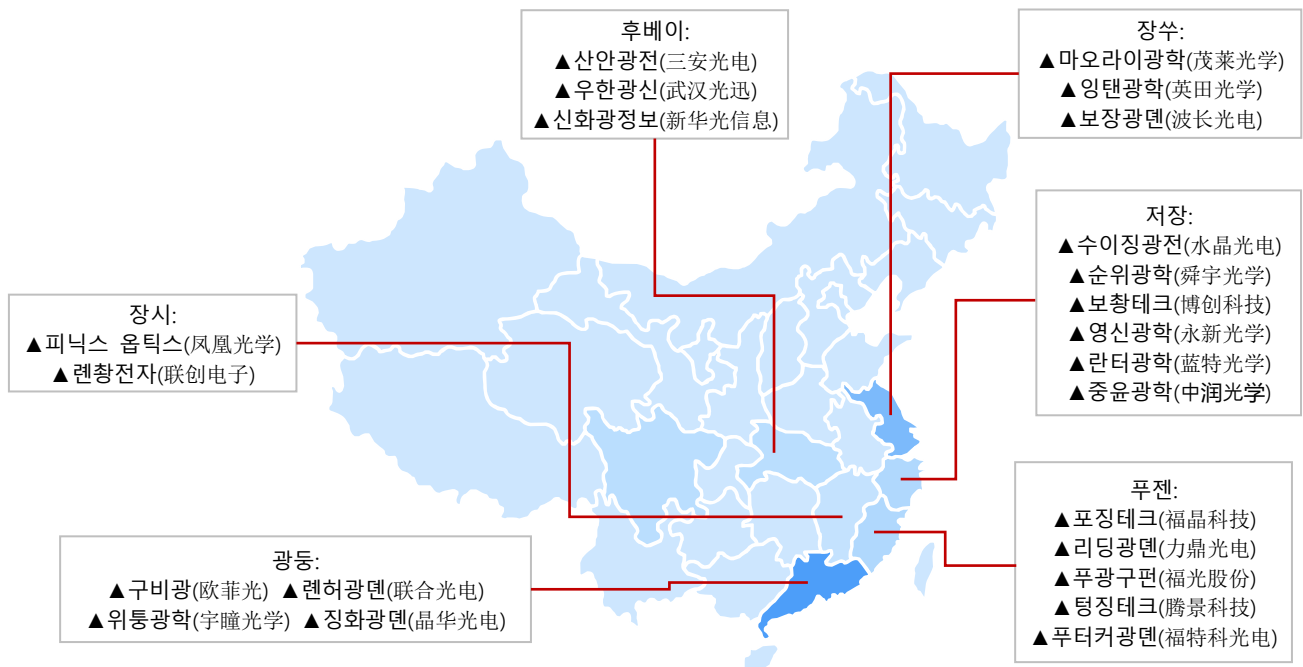 후베이:
▲산안광전(三安光电)
▲우한광신(武汉光迅)
▲신화광정보(新华光信息)
장쑤:
▲마오라이광학(茂莱光学)
▲잉탠광학(英田光学)
▲보장광뎬(波长光电)
저장:
▲수이징광전(水晶光电)
▲순위광학(舜宇光学)
▲보촹테크(博创科技)
▲영신광학(永新光学)
▲란터광학(蓝特光学)
▲중윤광학(中润光学)
장시:
▲피닉스 옵틱스(凤凰光学)
▲롄촹전자(联创电子)
푸젠:
▲포징테크(福晶科技)
▲리딩광뎬(力鼎光电)
▲푸광구펀(福光股份)
▲텅징테크(腾景科技)
▲푸터커광뎬(福特科光电)
광둥:
▲구비광(欧菲光) ▲롄허광뎬(联合光电)
▲위퉁광학(宇瞳光学) ▲징화광뎬(晶华光电)